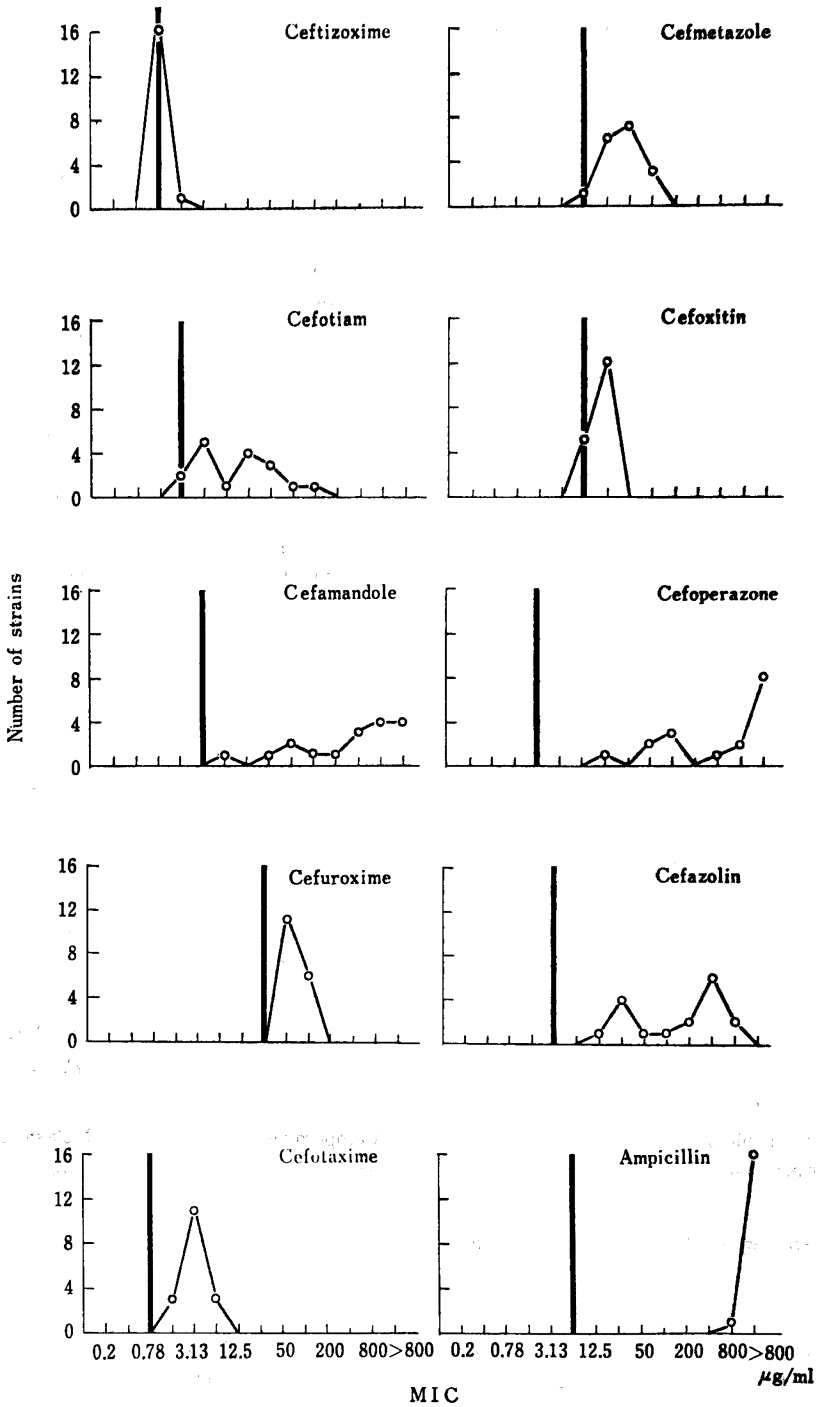 Ceftizoxime
Cefmetazole
16
12
8
4
0
Cefotiam
Cefoxitin
16
12
8
4
0
Number of strains
Cefamandole
Cefoperazone
16
12
8
4
0
Cefuroxime
Cefazolin
16
12
8
4
0
Cefotaxime
Ampicillin
16
12
8
4
0
0.2 0.78 3.13 12.5 50 200 800 >800
0.2 0.78 3.13 12.5 50 200 800 >800
µg/ml
MIC